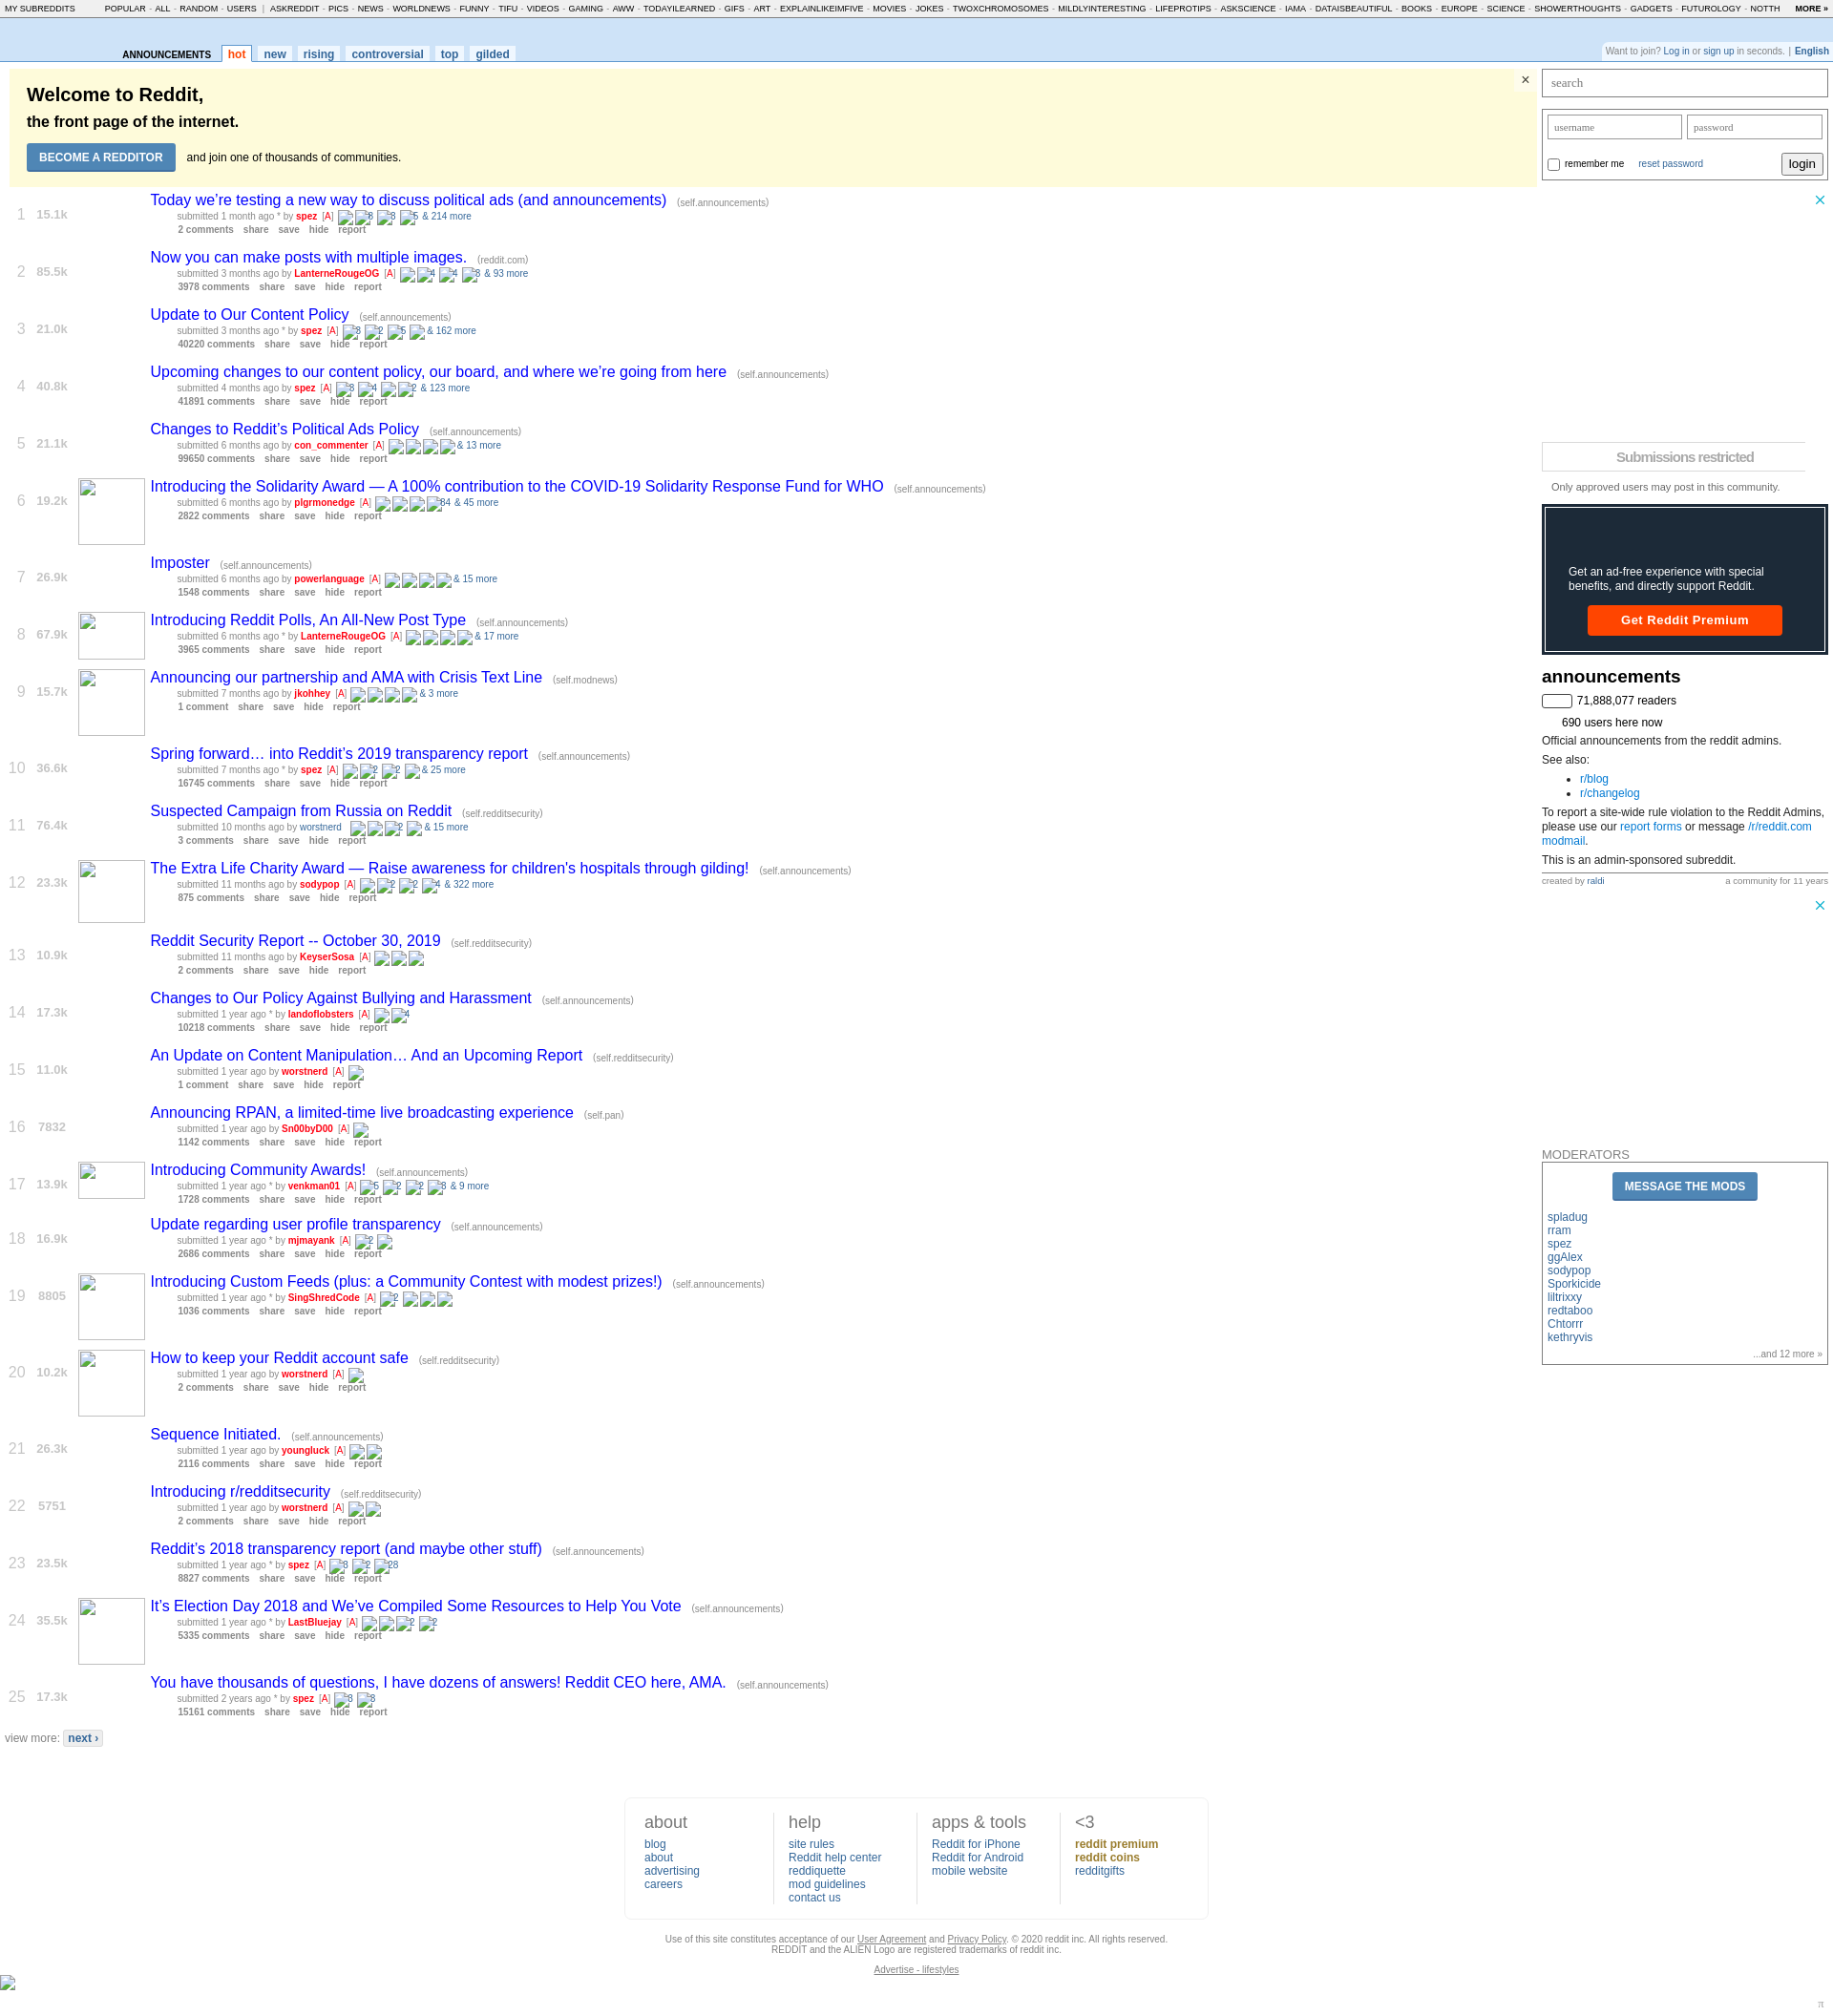 MY SUBREDDITS POPULAR - ALL - RANDOM - USERS | ASKREDDIT - PICS - NEWS - WORLDNEWS - FUNNY - TIFU - VIDEOS - GAMING - AWW - TODAYILEARNED - GIFS - ART - EXPLAINLIKEIMFIVE - MOVIES - JOKES - TWOXCHROMOSOMES - MILDLYINTERESTING - LIFEPROTIPS - ASKSCIENCE - IAMA - DATAISBEAUTIFUL - BOOKS - EUROPE - SCIENCE - SHOWERTHOUGHTS - GADGETS - FUTUROLOGY - NOTTH MORE »
ANNOUNCEMENTS hot new rising controversial top gilded
Want to join? Log in or sign up in seconds. | English
Welcome to Reddit,
the front page of the internet.
BECOME A REDDITOR and join one of thousands of communities.
×
1 15.1k Today we’re testing a new way to discuss political ads (and announcements) (self.announcements)
submitted 1 month ago * by spez [A] 3 3 5 & 214 more
2 comments share save hide report
2 85.5k Now you can make posts with multiple images. (reddit.com)
submitted 3 months ago by LanterneRougeOG [A] 4 4 3 & 93 more
3978 comments share save hide report
3 21.0k Update to Our Content Policy (self.announcements)
submitted 3 months ago * by spez [A] 3 2 5 & 162 more
40220 comments share save hide report
4 40.8k Upcoming changes to our content policy, our board, and where we’re going from here (self.announcements)
submitted 4 months ago by spez [A] 3 4 2 & 123 more
41891 comments share save hide report
5 21.1k Changes to Reddit’s Political Ads Policy (self.announcements)
submitted 6 months ago by con_commenter [A] & 13 more
99650 comments share save hide report
6 19.2k Introducing the Solidarity Award — A 100% contribution to the COVID-19 Solidarity Response Fund for WHO (self.announcements)
submitted 6 months ago by plgrmonedge [A] 34 & 45 more
2822 comments share save hide report
7 26.9k Imposter (self.announcements)
submitted 6 months ago by powerlanguage [A] & 15 more
1548 comments share save hide report
8 67.9k Introducing Reddit Polls, An All-New Post Type (self.announcements)
submitted 6 months ago * by LanterneRougeOG [A] & 17 more
3965 comments share save hide report
9 15.7k Announcing our partnership and AMA with Crisis Text Line (self.modnews)
submitted 7 months ago by jkohhey [A] & 3 more
1 comment share save hide report
10 36.6k Spring forward… into Reddit’s 2019 transparency report (self.announcements)
submitted 7 months ago * by spez [A] 2 2 & 25 more
16745 comments share save hide report
11 76.4k Suspected Campaign from Russia on Reddit (self.redditsecurity)
submitted 10 months ago by worstnerd 2 & 15 more
3 comments share save hide report
12 23.3k The Extra Life Charity Award — Raise awareness for children's hospitals through gilding! (self.announcements)
submitted 11 months ago by sodypop [A] 2 2 4 & 322 more
875 comments share save hide report
13 10.9k Reddit Security Report -- October 30, 2019 (self.redditsecurity)
submitted 11 months ago by KeyserSosa [A]
2 comments share save hide report
14 17.3k Changes to Our Policy Against Bullying and Harassment (self.announcements)
submitted 1 year ago * by landoflobsters [A] 4
10218 comments share save hide report
15 11.0k An Update on Content Manipulation… And an Upcoming Report (self.redditsecurity)
submitted 1 year ago by worstnerd [A]
1 comment share save hide report
16 7832 Announcing RPAN, a limited-time live broadcasting experience (self.pan)
submitted 1 year ago by Sn00byD00 [A]
1142 comments share save hide report
17 13.9k Introducing Community Awards! (self.announcements)
submitted 1 year ago * by venkman01 [A] 5 2 2 3 & 9 more
1728 comments share save hide report
18 16.9k Update regarding user profile transparency (self.announcements)
submitted 1 year ago * by mjmayank [A] 2
2686 comments share save hide report
19 8805 Introducing Custom Feeds (plus: a Community Contest with modest prizes!) (self.announcements)
submitted 1 year ago * by SingShredCode [A] 2
1036 comments share save hide report
20 10.2k How to keep your Reddit account safe (self.redditsecurity)
submitted 1 year ago by worstnerd [A]
2 comments share save hide report
21 26.3k Sequence Initiated. (self.announcements)
submitted 1 year ago by youngluck [A]
2116 comments share save hide report
22 5751 Introducing r/redditsecurity (self.redditsecurity)
submitted 1 year ago by worstnerd [A]
2 comments share save hide report
23 23.5k Reddit’s 2018 transparency report (and maybe other stuff) (self.announcements)
submitted 1 year ago * by spez [A] 3 2 28
8827 comments share save hide report
24 35.5k It’s Election Day 2018 and We’ve Compiled Some Resources to Help You Vote (self.announcements)
submitted 1 year ago * by LastBluejay [A] 2 2
5335 comments share save hide report
25 17.3k You have thousands of questions, I have dozens of answers! Reddit CEO here, AMA. (self.announcements)
submitted 2 years ago * by spez [A] 3 3
15161 comments share save hide report
view more: next ›
search
username password
remember me reset password login
×
Submissions restricted
Only approved users may post in this community.
Get an ad-free experience with special
benefits, and directly support Reddit.
Get Reddit Premium
announcements
71,888,077 readers
690 users here now
Official announcements from the reddit admins.
See also:
• r/blog
• r/changelog
To report a site-wide rule violation to the Reddit Admins,
please use our report forms or message /r/reddit.com
modmail.
This is an admin-sponsored subreddit.
created by raldi a community for 11 years
×
MODERATORS
MESSAGE THE MODS
spladug
rram
spez
ggAlex
sodypop
Sporkicide
liltrixxy
redtaboo
Chtorrr
kethryvis
...and 12 more »
about
blog
about
advertising
careers
help
site rules
Reddit help center
reddiquette
mod guidelines
contact us
apps & tools
Reddit for iPhone
Reddit for Android
mobile website
<3
reddit premium
reddit coins
redditgifts
Use of this site constitutes acceptance of our User Agreement and Privacy Policy. © 2020 reddit inc. All rights reserved.
REDDIT and the ALIEN Logo are registered trademarks of reddit inc.
Advertise - lifestyles
π